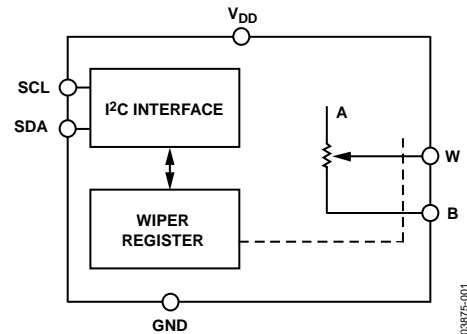 VDD
SCL
I2C INTERFACE
SDA
A
W
WIPER
REGISTER
B
GND
03875-001